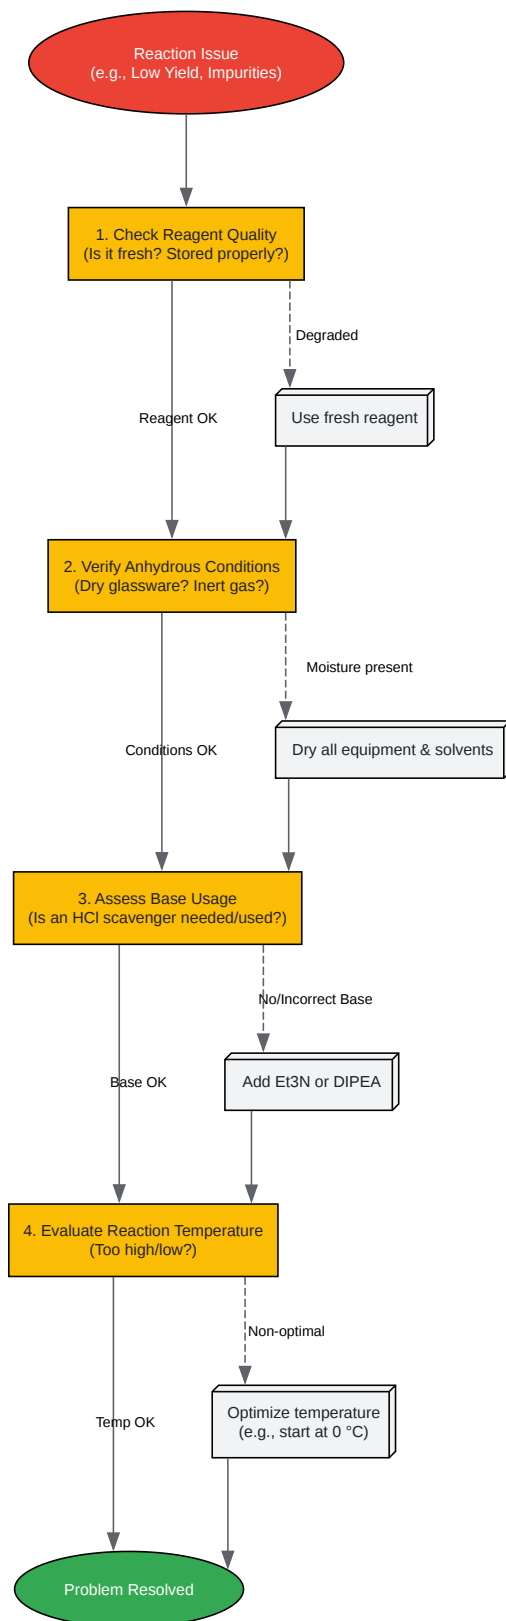 Reaction Issue
(e.g., Low Yield, Impurities)
1. Check Reagent Quality
(Is it fresh? Stored properly?)
Degraded
Use fresh reagent
Reagent OK
2. Verify Anhydrous Conditions
(Dry glassware? Inert gas?)
Moisture present
Dry all equipment & solvents
Conditions OK
3. Assess Base Usage
(Is an HCl scavenger needed/used?)
No/Incorrect Base
Add Et3N or DIPEA
Base OK
4. Evaluate Reaction Temperature
(Too high/low?)
Non-optimal
Optimize temperature
(e.g., start at 0 °C)
Temp OK
Problem Resolved